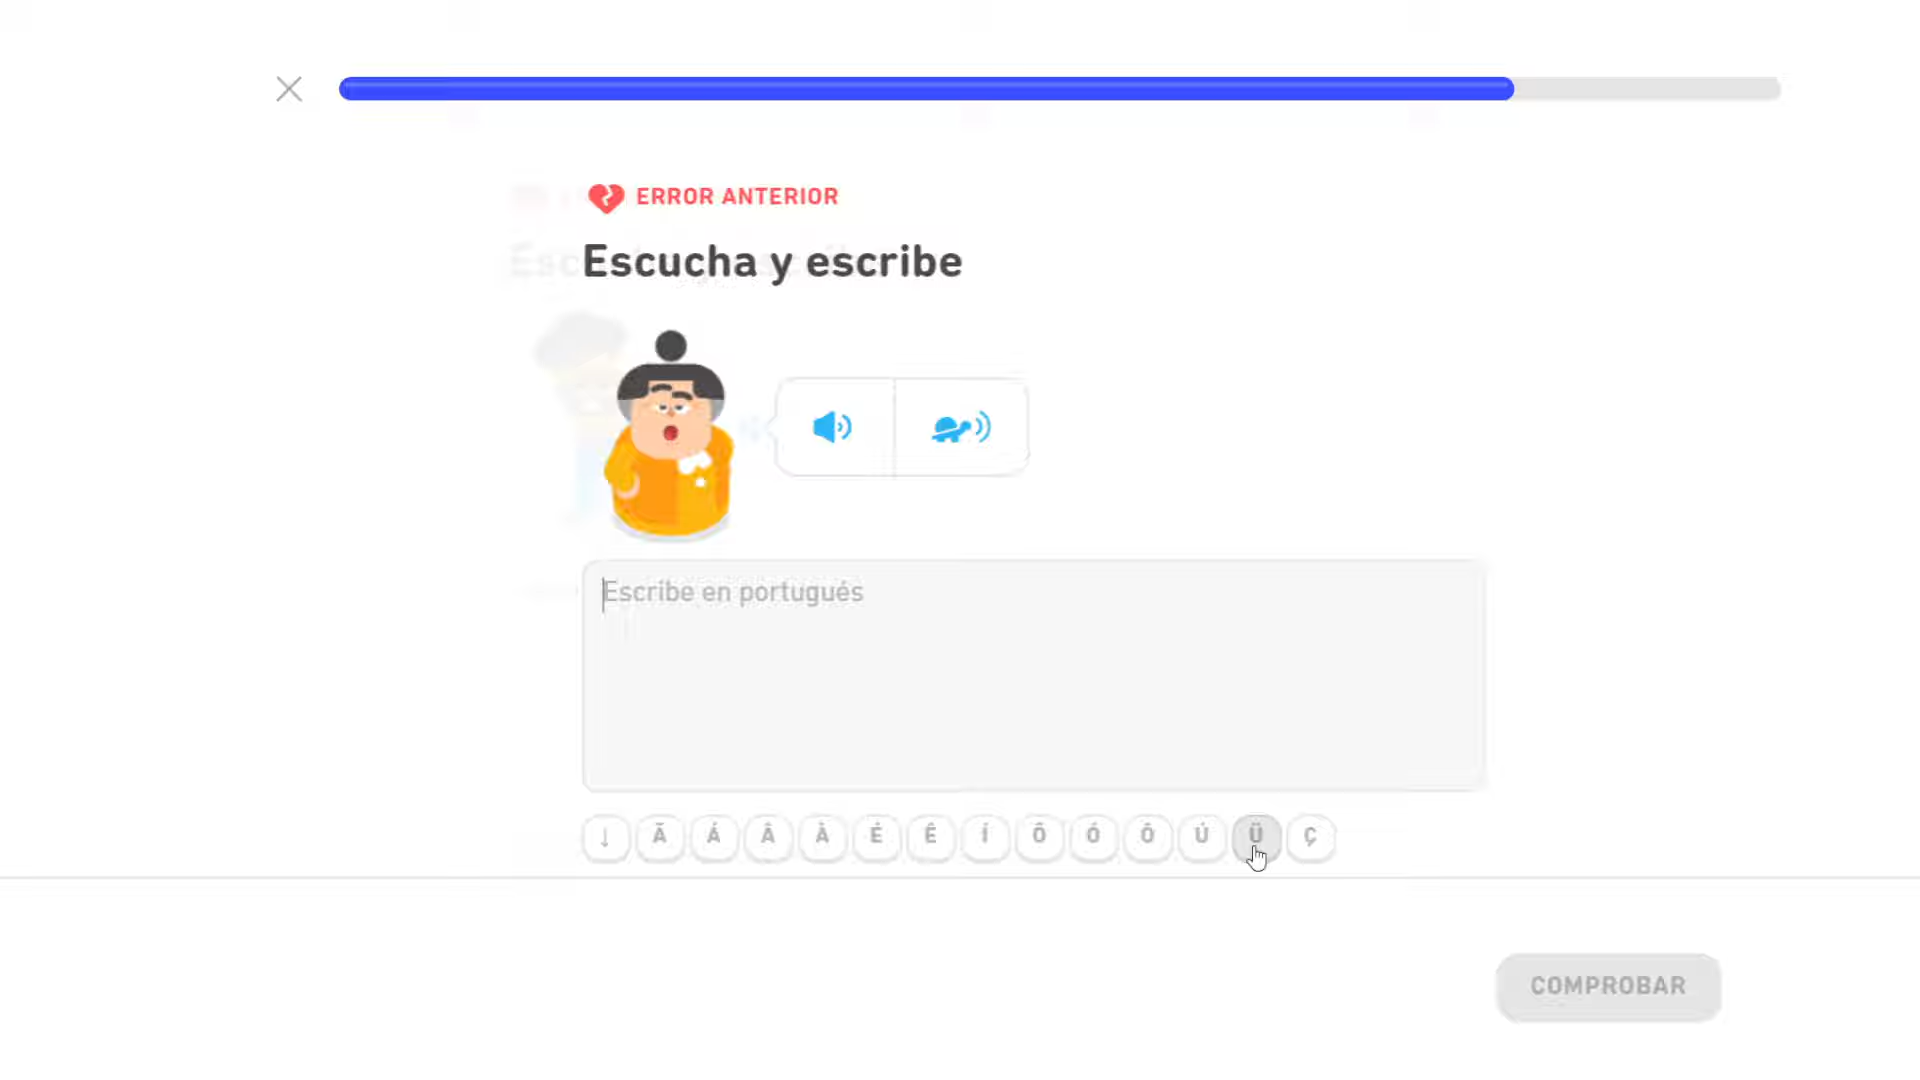 ERROR ANTERIOR
Escucha y escribe
Escribe en portugués
↓ Ã Á Â À É Ê Í Õ Ó Ô Ú Ü Ç
COMPROBAR